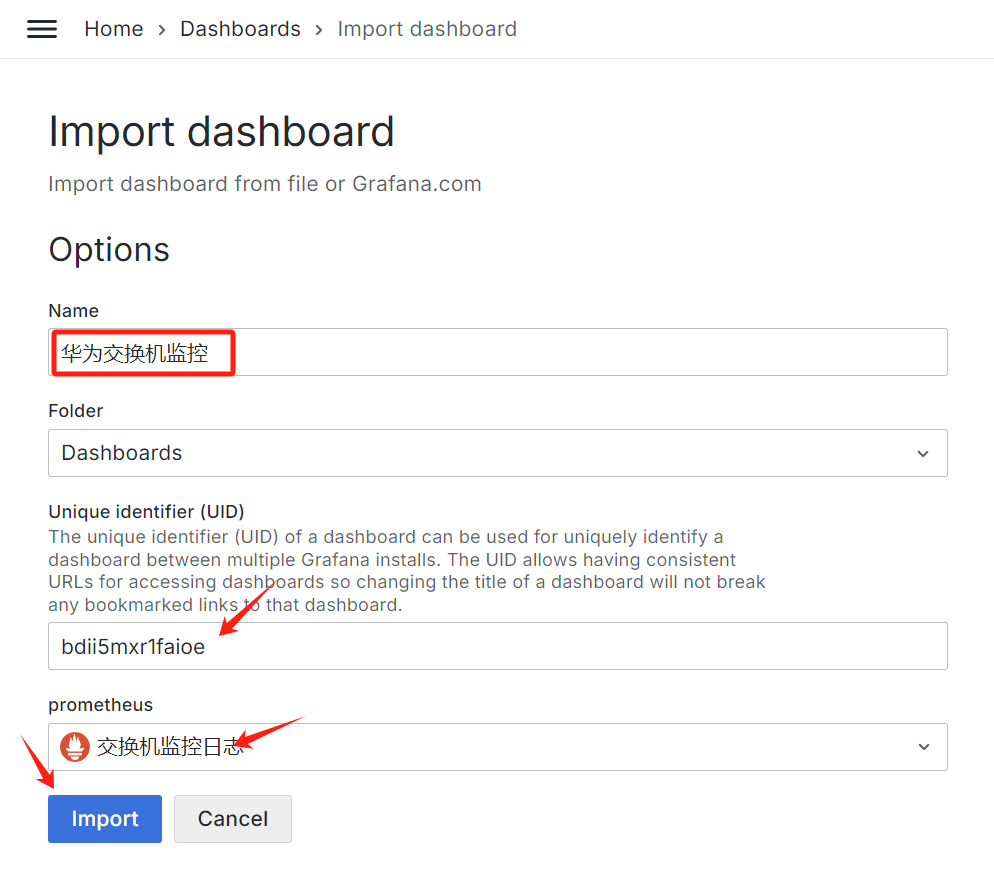 Home › Dashboards › Import dashboard
Import dashboard
Import dashboard from file or Grafana.com
Options
Name
华为交换机监控
Folder
Dashboards
Unique identifier (UID)
The unique identifier (UID) of a dashboard can be used for uniquely identify a
dashboard between multiple Grafana installs. The UID allows having consistent
URLs for accessing dashboards so changing the title of a dashboard will not break
any bookmarked links to that dashboard.
bdii5mxr1faioe
prometheus
交换机监控日志
Import Cancel